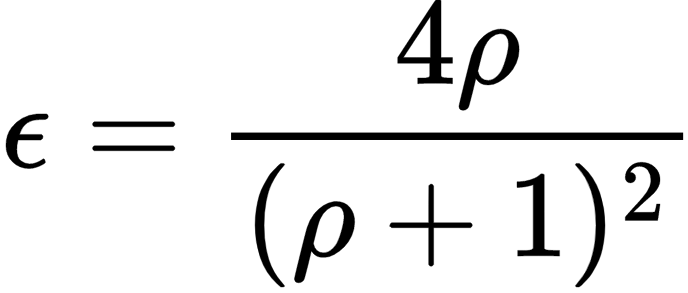 ϵ = 4ρ / (ρ + 1)²